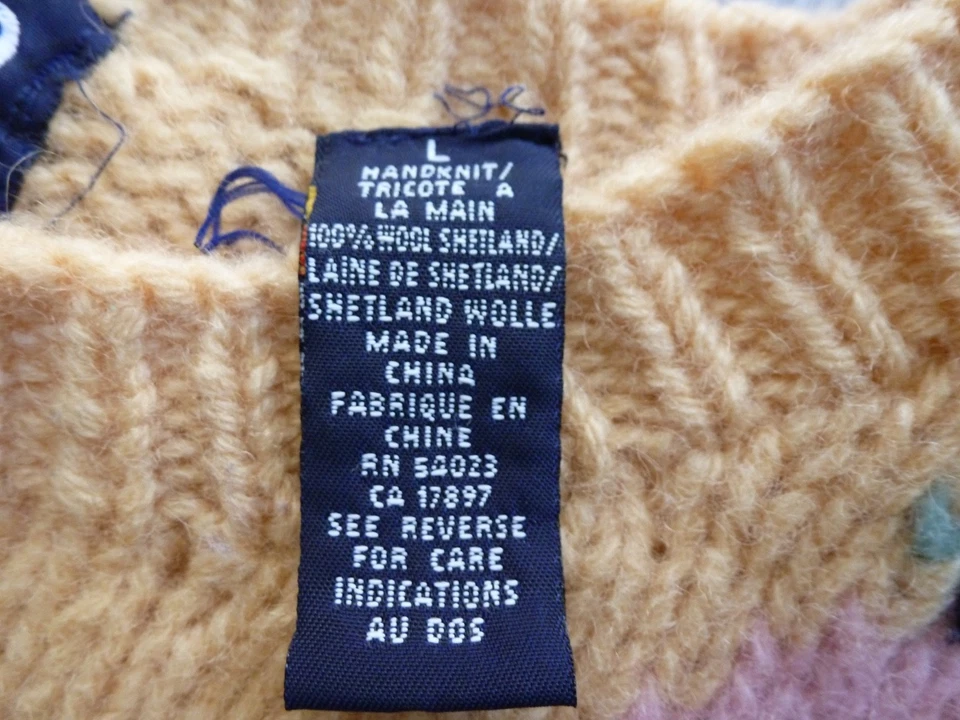 L
HANDKNIT/
TRICOTE A
LA MAIN
100% WOOL SHETLAND/
LAINE DE SHETLAND/
SHETLAND WOLLE
MADE IN
CHINA
FABRIQUE EN
CHINE
RN 54023
CA 17897
SEE REVERSE
FOR CARE
INDICATIONS
AU DOS